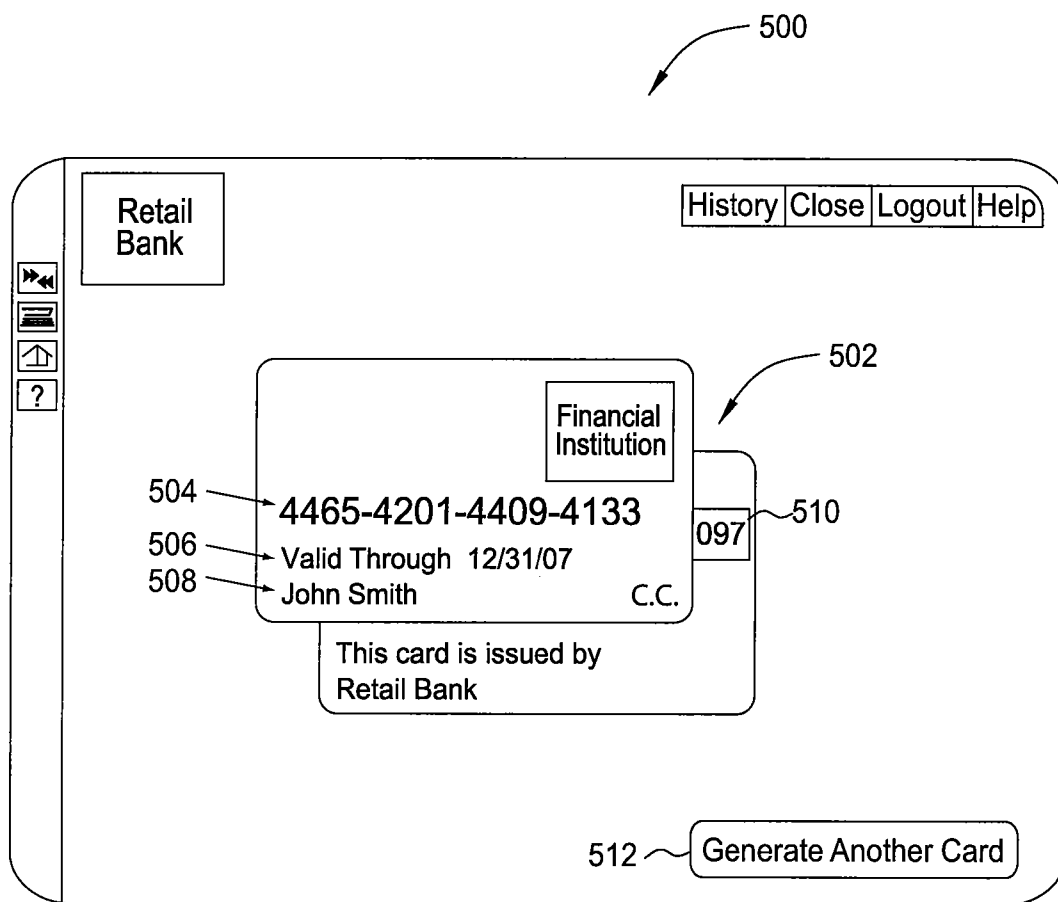 500
Retail
Bank
History Close Logout Help
?
502
Financial
Institution
504
4465-4201-4409-4133
510
097
506
Valid Through 12/31/07
508
John Smith
C.C.
This card is issued by
Retail Bank
512
Generate Another Card